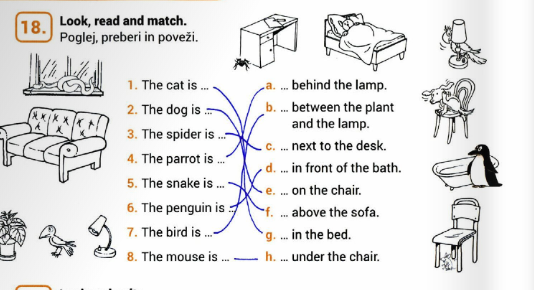 18.
Look, read and match.
Poglej, preberi in poveži.
1. The cat is ...
2. The dog is ...
3. The spider is ...
4. The parrot is ...
5. The snake is ...
6. The penguin is ...
7. The bird is ...
8. The mouse is ...
a. ... behind the lamp.
b. ... between the plant
and the lamp.
c. ... next to the desk.
d. ... in front of the bath.
e. ... on the chair.
f. ... above the sofa.
g. ... in the bed.
h. ... under the chair.